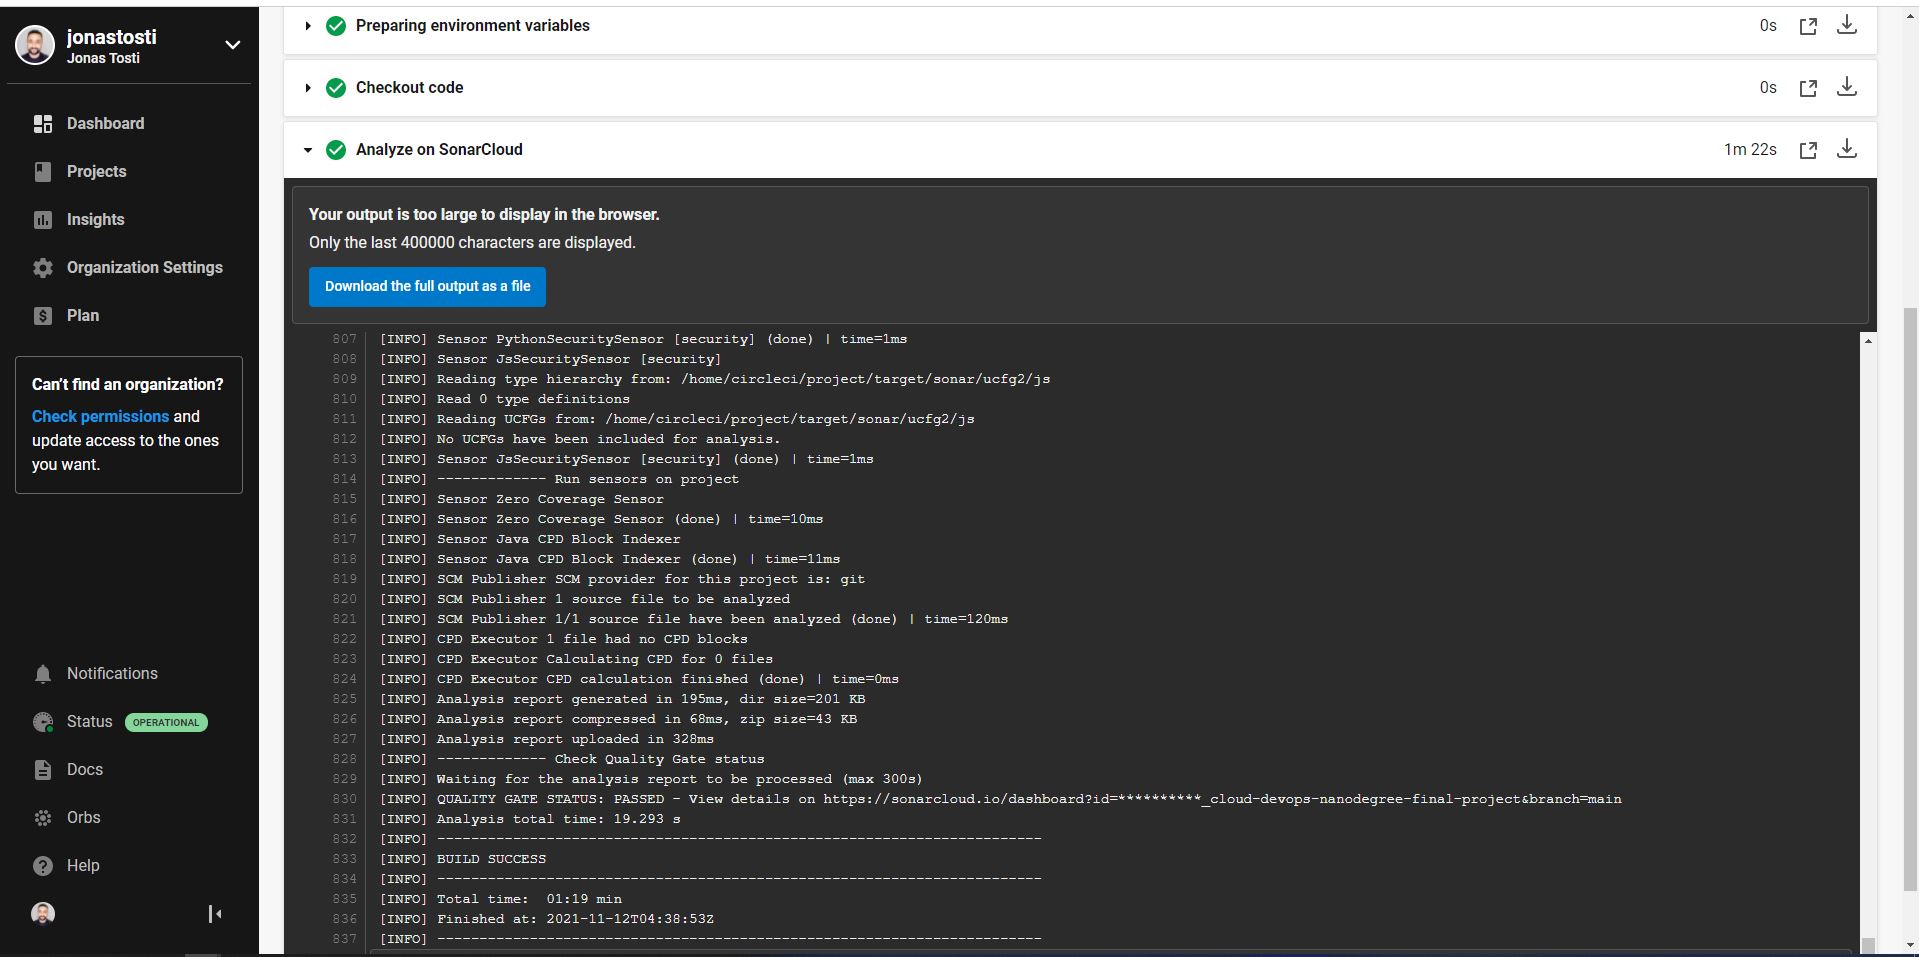 jonastosti
Jonas Tosti
Dashboard
Projects
Insights
Organization Settings
Plan
Can't find an organization?
Check permissions and
update access to the ones
you want.
Notifications
Status OPERATIONAL
Docs
Orbs
Help
Preparing environment variables 0s
Checkout code 0s
Analyze on SonarCloud 1m 22s
Your output is too large to display in the browser.
Only the last 400000 characters are displayed.
Download the full output as a file
807 [INFO] Sensor PythonSecuritySensor [security] (done) | time=1ms
808 [INFO] Sensor JsSecuritySensor [security]
809 [INFO] Reading type hierarchy from: /home/circleci/project/target/sonar/ucfg2/js
810 [INFO] Read 0 type definitions
811 [INFO] Reading UCFGs from: /home/circleci/project/target/sonar/ucfg2/js
812 [INFO] No UCFGs have been included for analysis.
813 [INFO] Sensor JsSecuritySensor [security] (done) | time=1ms
814 [INFO] ------------- Run sensors on project
815 [INFO] Sensor Zero Coverage Sensor
816 [INFO] Sensor Zero Coverage Sensor (done) | time=10ms
817 [INFO] Sensor Java CPD Block Indexer
818 [INFO] Sensor Java CPD Block Indexer (done) | time=11ms
819 [INFO] SCM Publisher SCM provider for this project is: git
820 [INFO] SCM Publisher 1 source file to be analyzed
821 [INFO] SCM Publisher 1/1 source file have been analyzed (done) | time=120ms
822 [INFO] CPD Executor 1 file had no CPD blocks
823 [INFO] CPD Executor Calculating CPD for 0 files
824 [INFO] CPD Executor CPD calculation finished (done) | time=0ms
825 [INFO] Analysis report generated in 195ms, dir size=201 KB
826 [INFO] Analysis report compressed in 68ms, zip size=43 KB
827 [INFO] Analysis report uploaded in 328ms
828 [INFO] ------------- Check Quality Gate status
829 [INFO] Waiting for the analysis report to be processed (max 300s)
830 [INFO] QUALITY GATE STATUS: PASSED - View details on https://sonarcloud.io/dashboard?id=**********_cloud-devops-nanodegree-final-project&branch=main
831 [INFO] Analysis total time: 19.293 s
832 [INFO] ------------------------------------------------------------------------
833 [INFO] BUILD SUCCESS
834 [INFO] ------------------------------------------------------------------------
835 [INFO] Total time:  01:19 min
836 [INFO] Finished at: 2021-11-12T04:38:53Z
837 [INFO] ------------------------------------------------------------------------